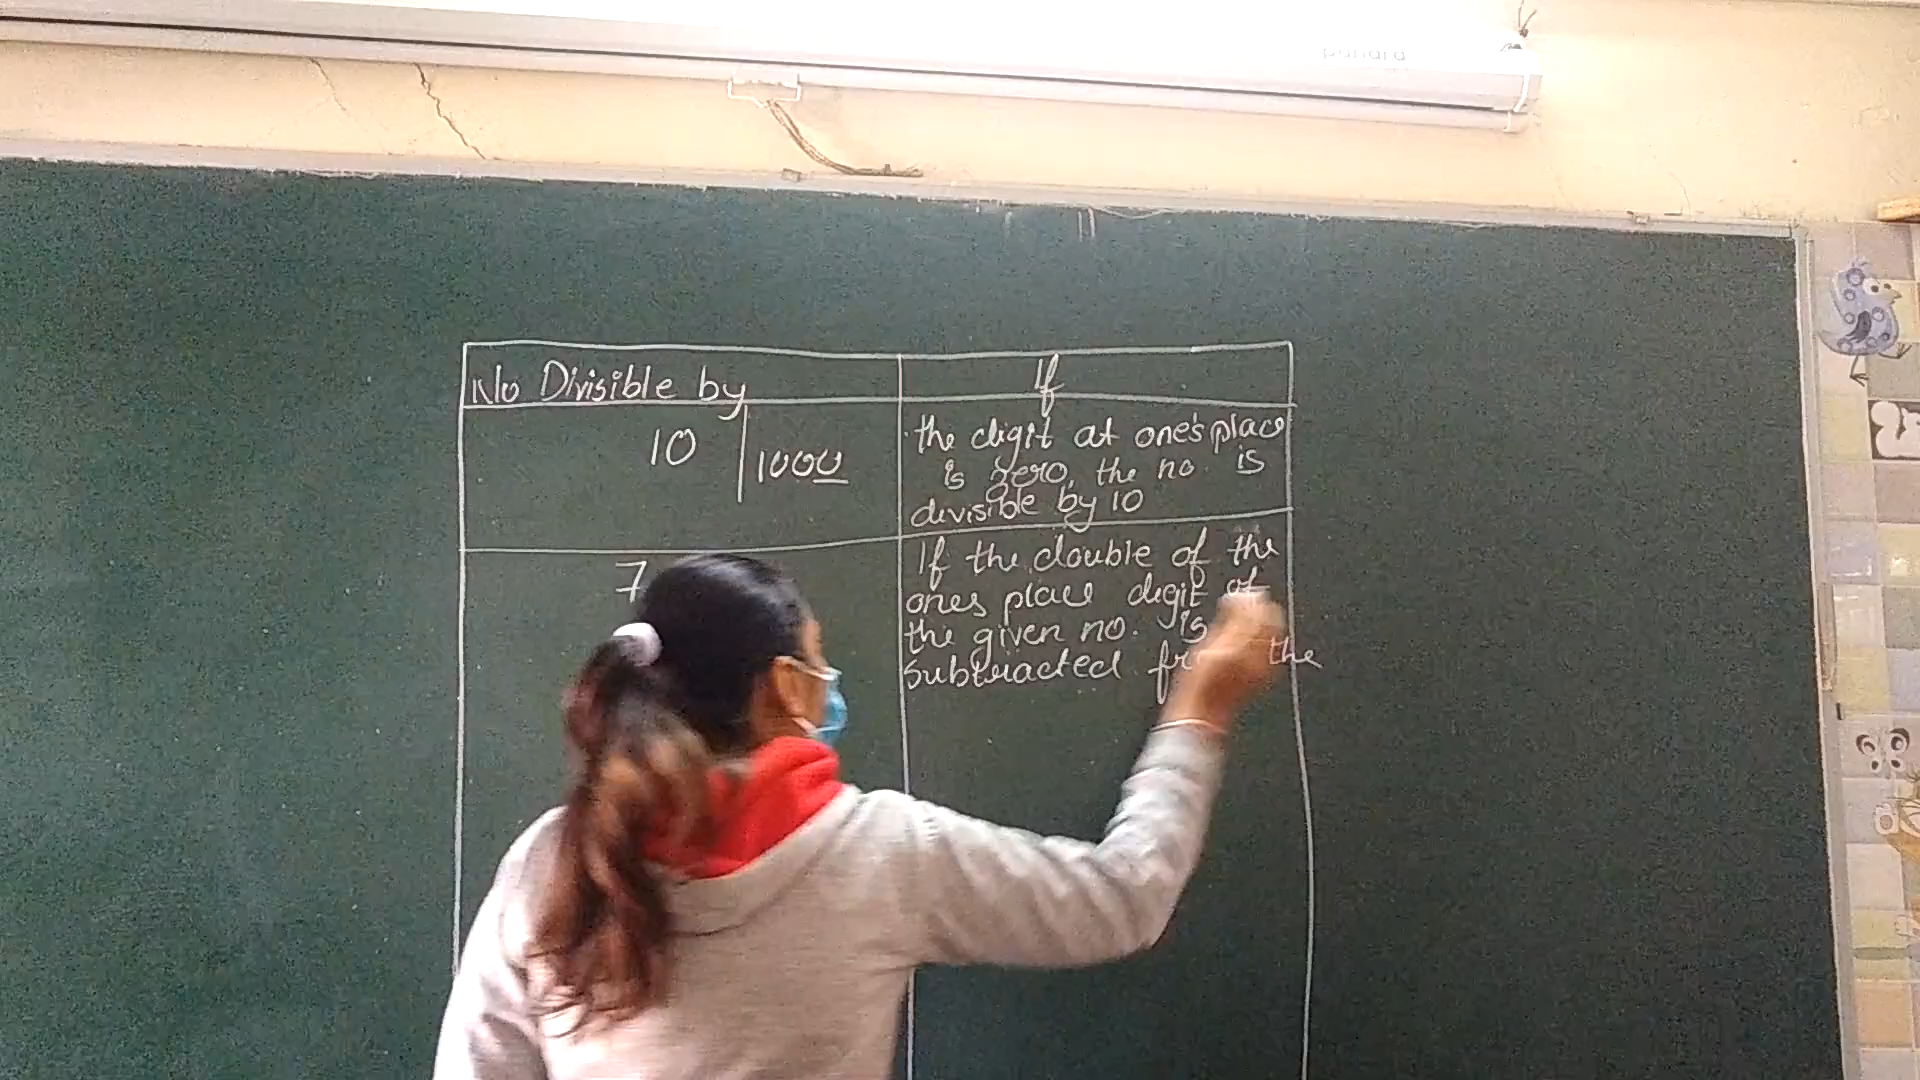 pahara
No Divisible by
If
10
1000
the digit at one's place
is zero, the no. is
divisible by 10
7
If the double of the
ones place digit of
the given no. is
subtracted the